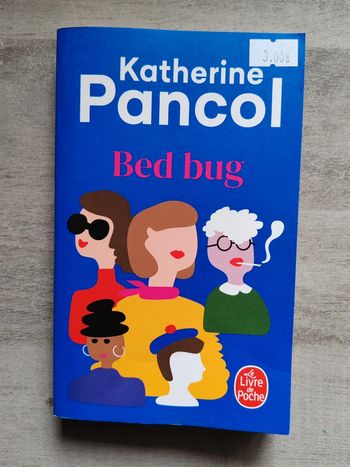 3.00€
Katherine
Pancol
Bed bug
Le
Livre
de
Poche